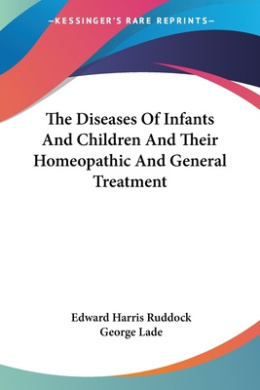 KESSINGER'S RARE REPRINTS
The Diseases Of Infants
And Children And Their
Homeopathic And General
Treatment
Edward Harris Ruddock
George Lade